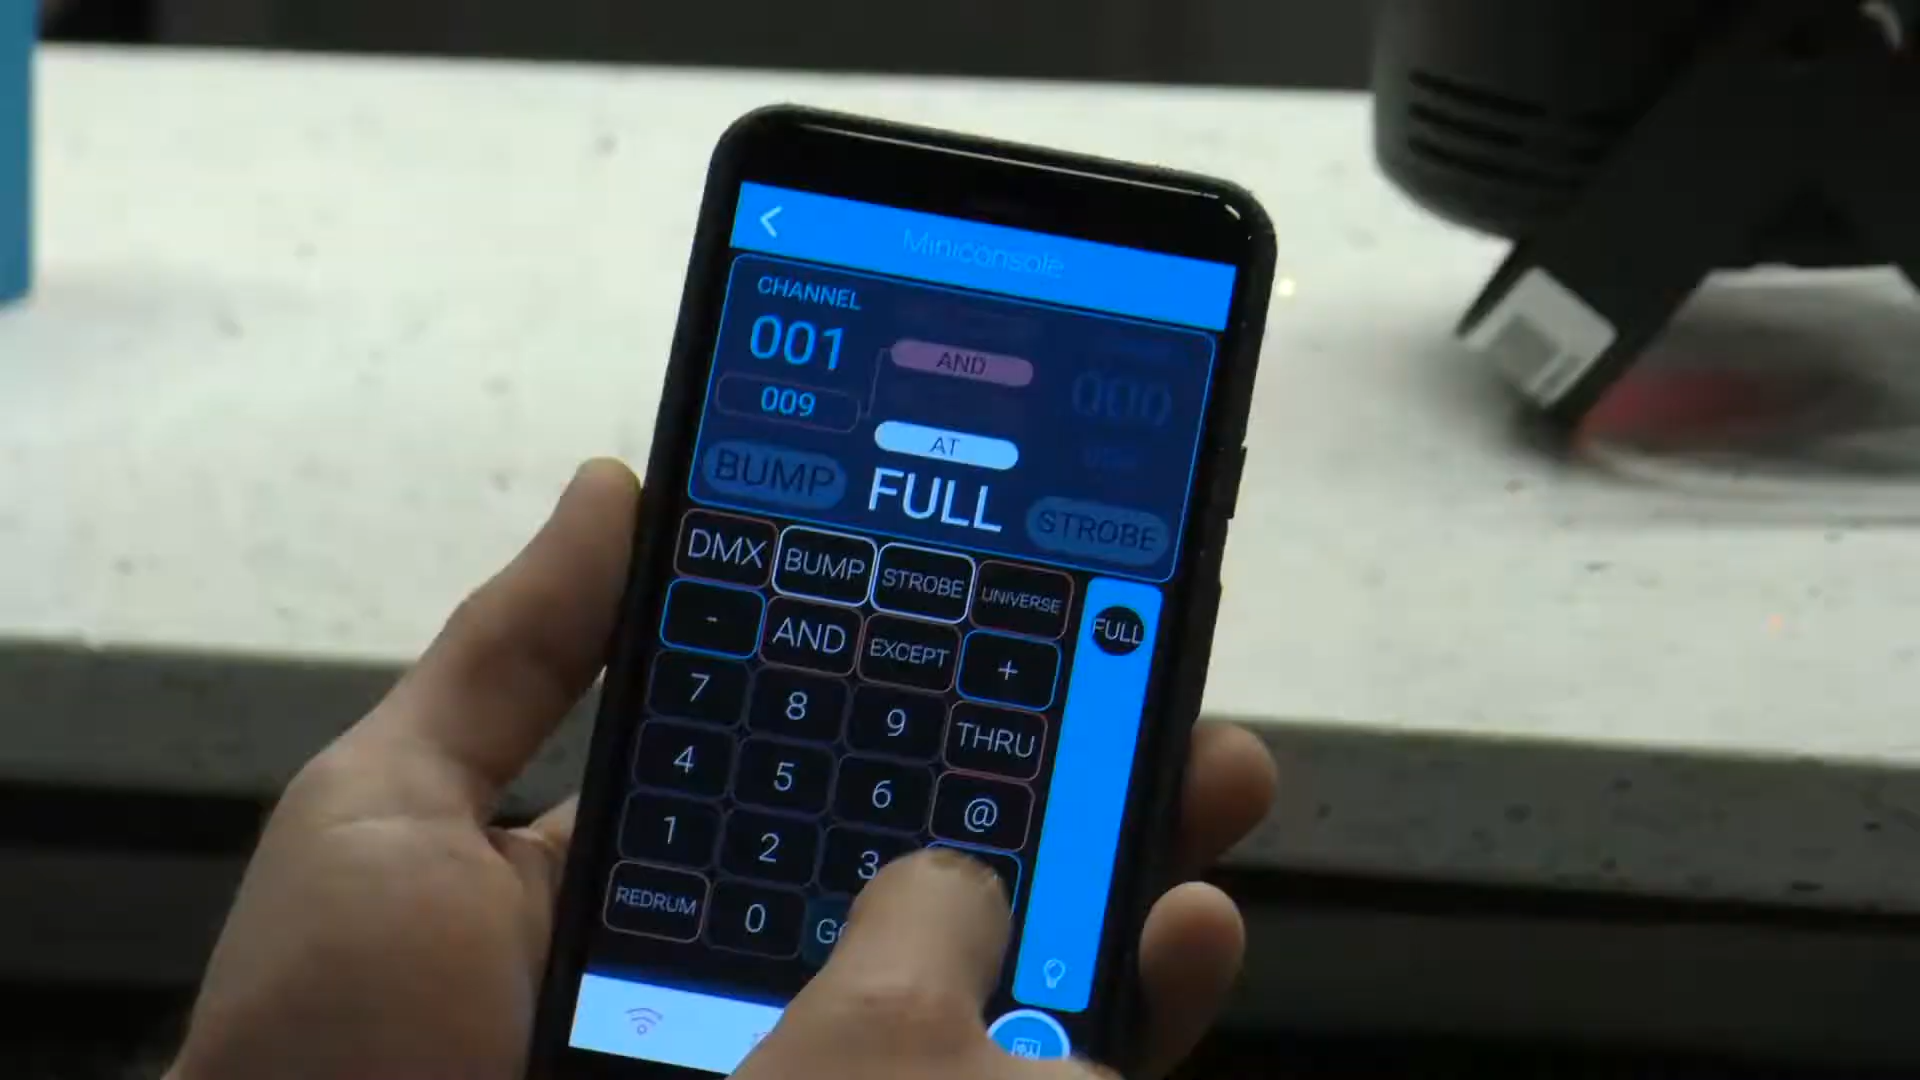 Miniconsole
CHANNEL
001
AND
000
009
AT
BUMP
FULL
STROBE
DMX
BUMP
STROBE
UNIVERSE
FULL
-
AND
EXCEPT
+
7
8
9
THRU
4
5
6
@
1
2
3
REDRUM
0